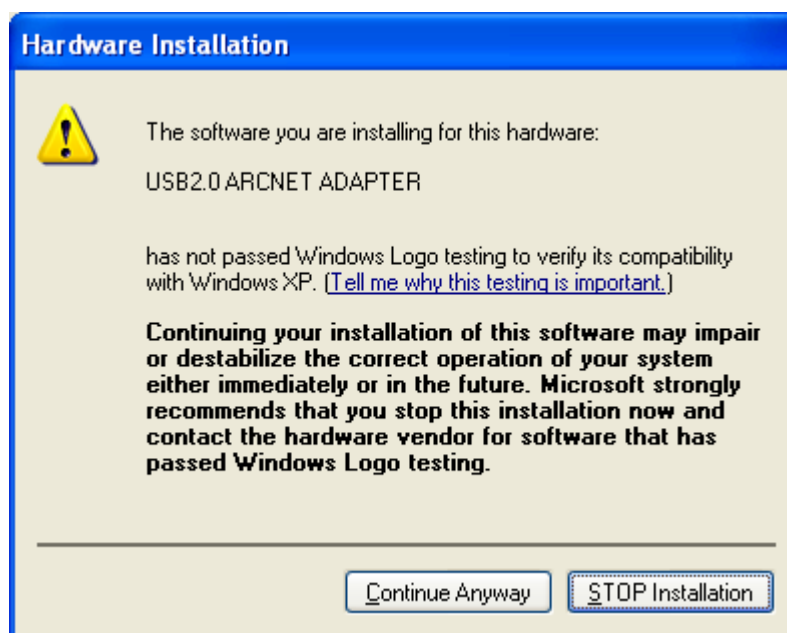 Hardware Installation
The software you are installing for this hardware:
USB2.0 ARCNET ADAPTER
has not passed Windows Logo testing to verify its compatibility
with Windows XP. (Tell me why this testing is important.)
Continuing your installation of this software may impair
or destabilize the correct operation of your system
either immediately or in the future. Microsoft strongly
recommends that you stop this installation now and
contact the hardware vendor for software that has
passed Windows Logo testing.
Continue Anyway
STOP Installation